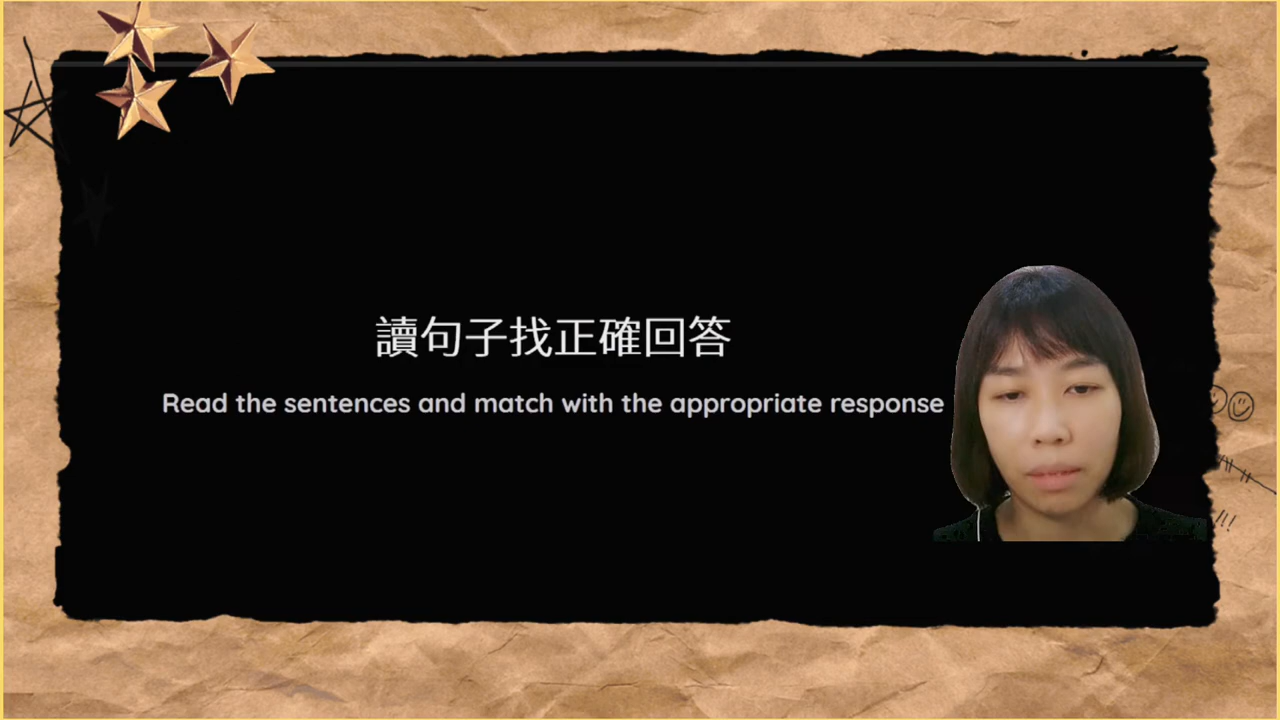 讀句子找正確回答
Read the sentences and match with the appropriate response
!!!